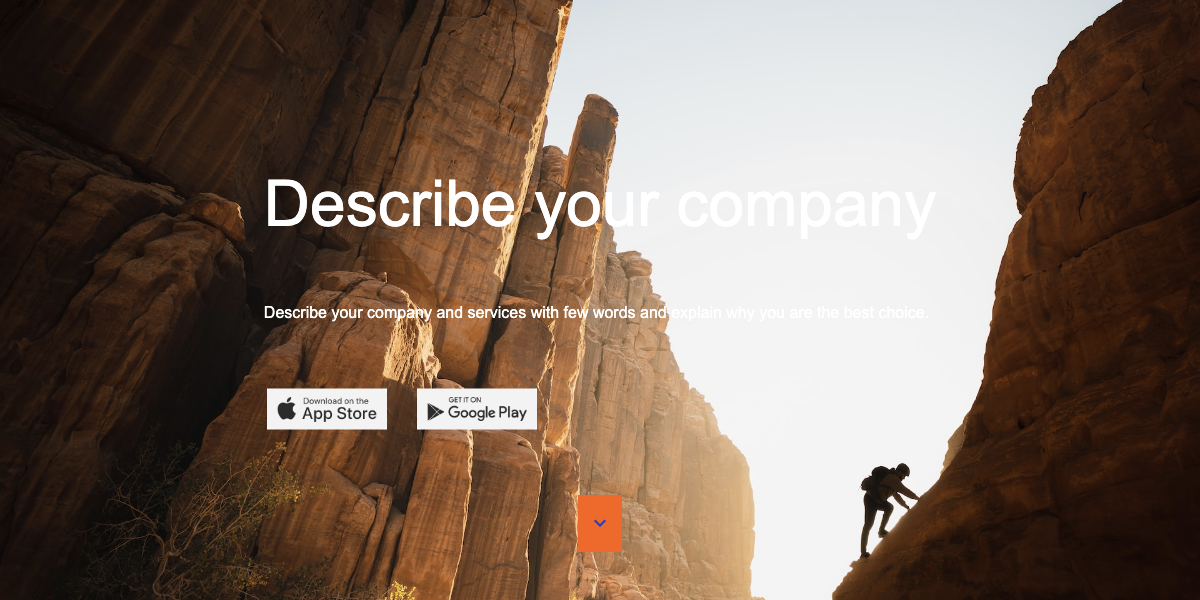 Describe your company
Describe your company and services with few words and explain why you are the best choice.
Download on the
App Store
GET IT ON
Google Play